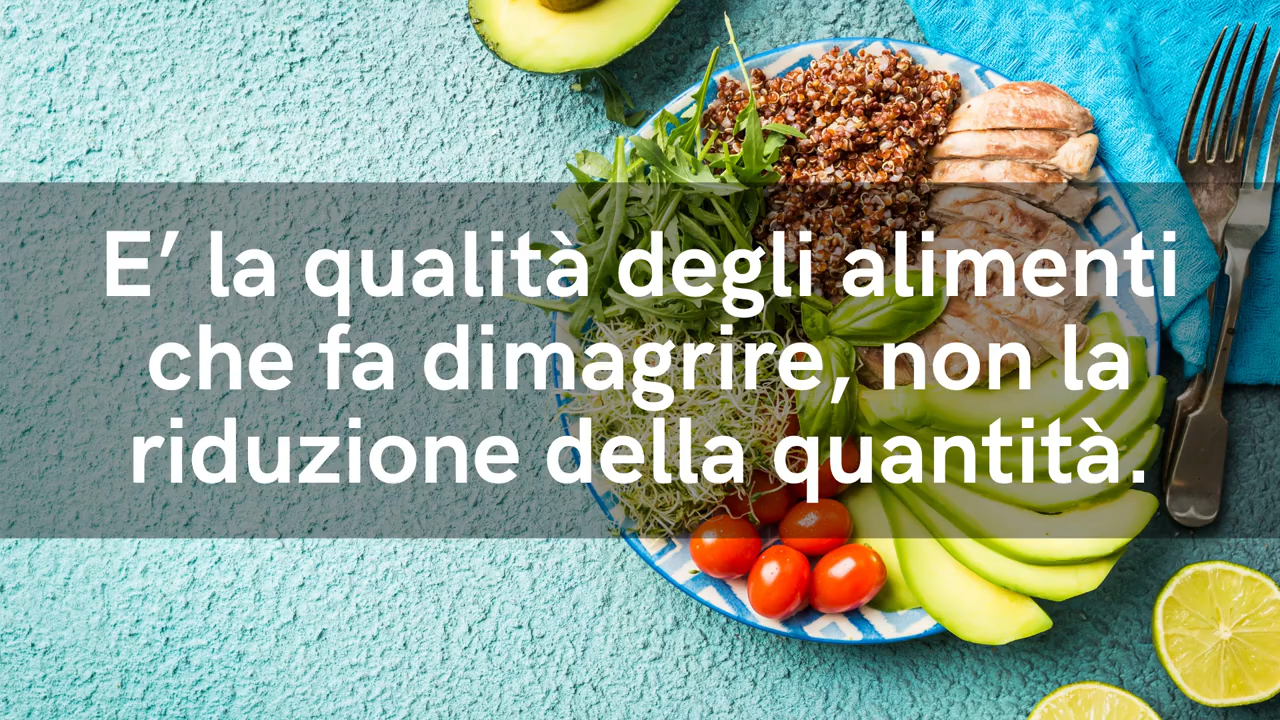 E’ la qualità degli alimenti
che fa dimagrire, non la
riduzione della quantità.